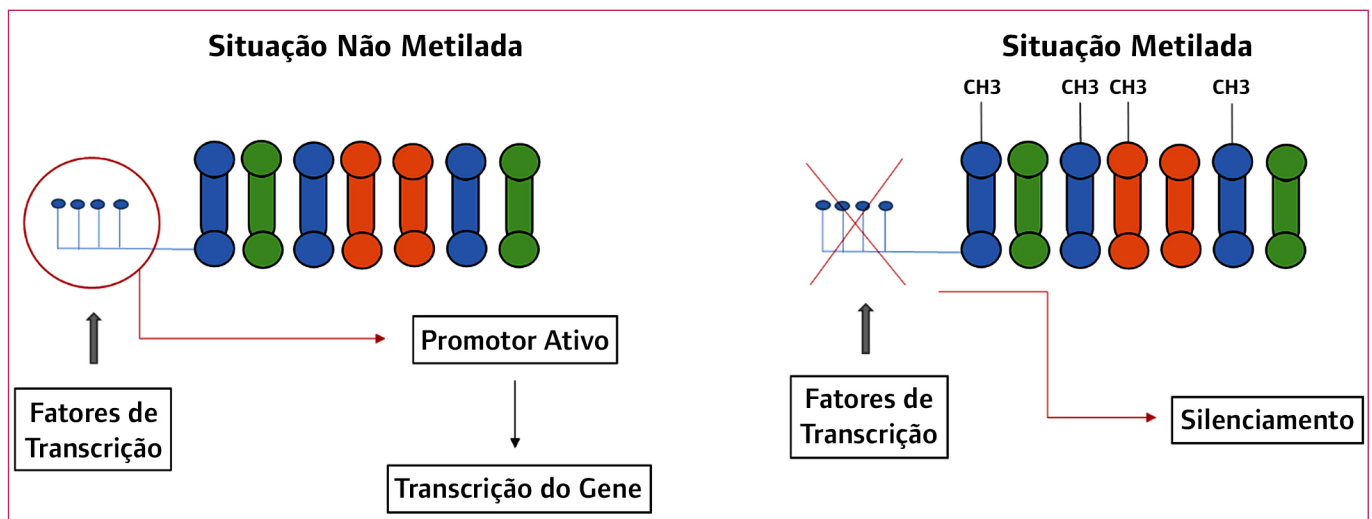 Situação Não Metilada
Fatores de
Transcrição
Promotor Ativo
Transcrição do Gene
Situação Metilada
CH3 CH3 CH3 CH3
Fatores de
Transcrição
Silenciamento